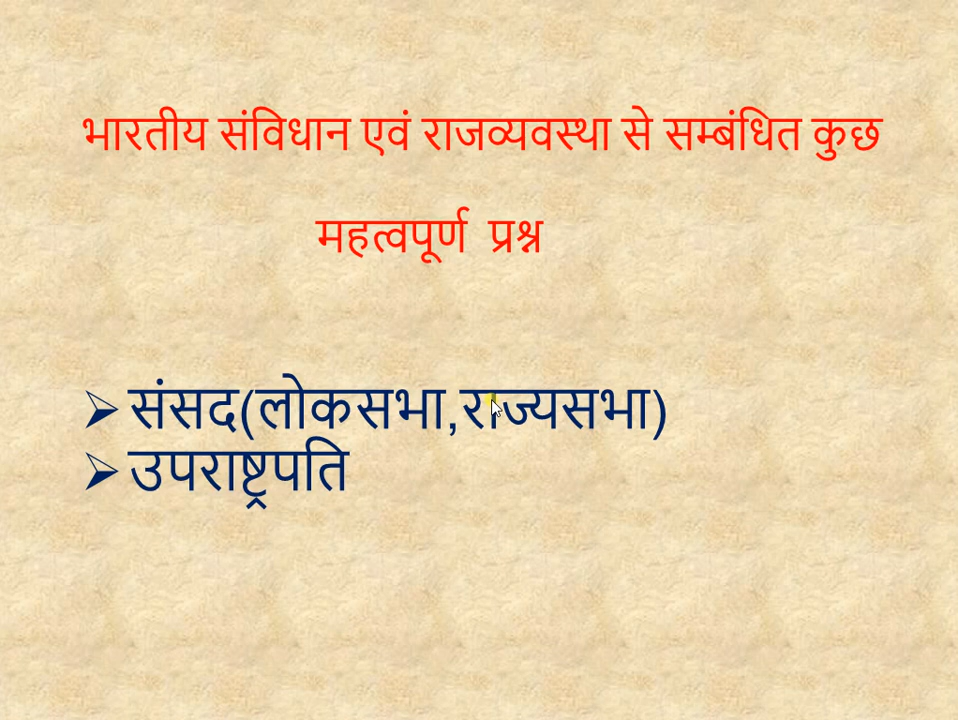 भारतीय संविधान एवं राजव्यवस्था से सम्बंधित कुछ
महत्वपूर्ण प्रश्न
➢ संसद(लोकसभा,राज्यसभा)
➢ उपराष्ट्रपति